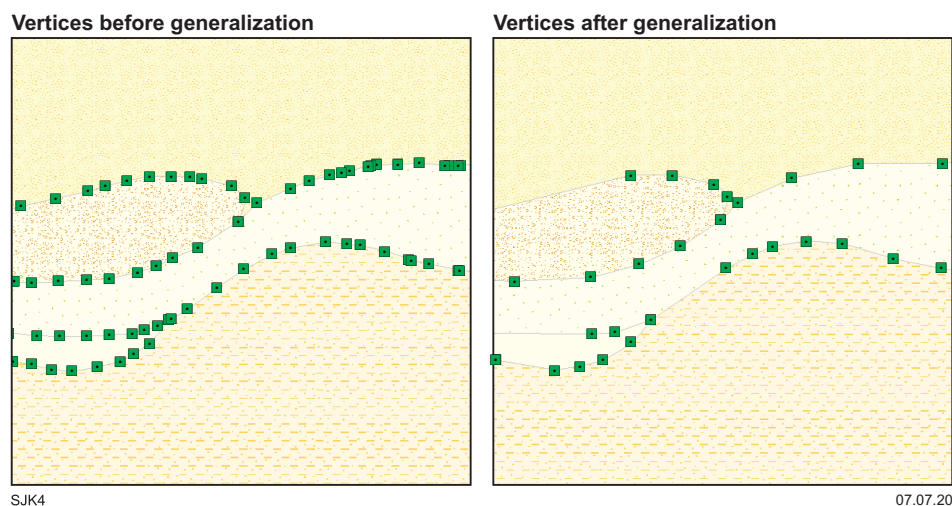 Vertices before generalization
Vertices after generalization
SJK4
07.07.20